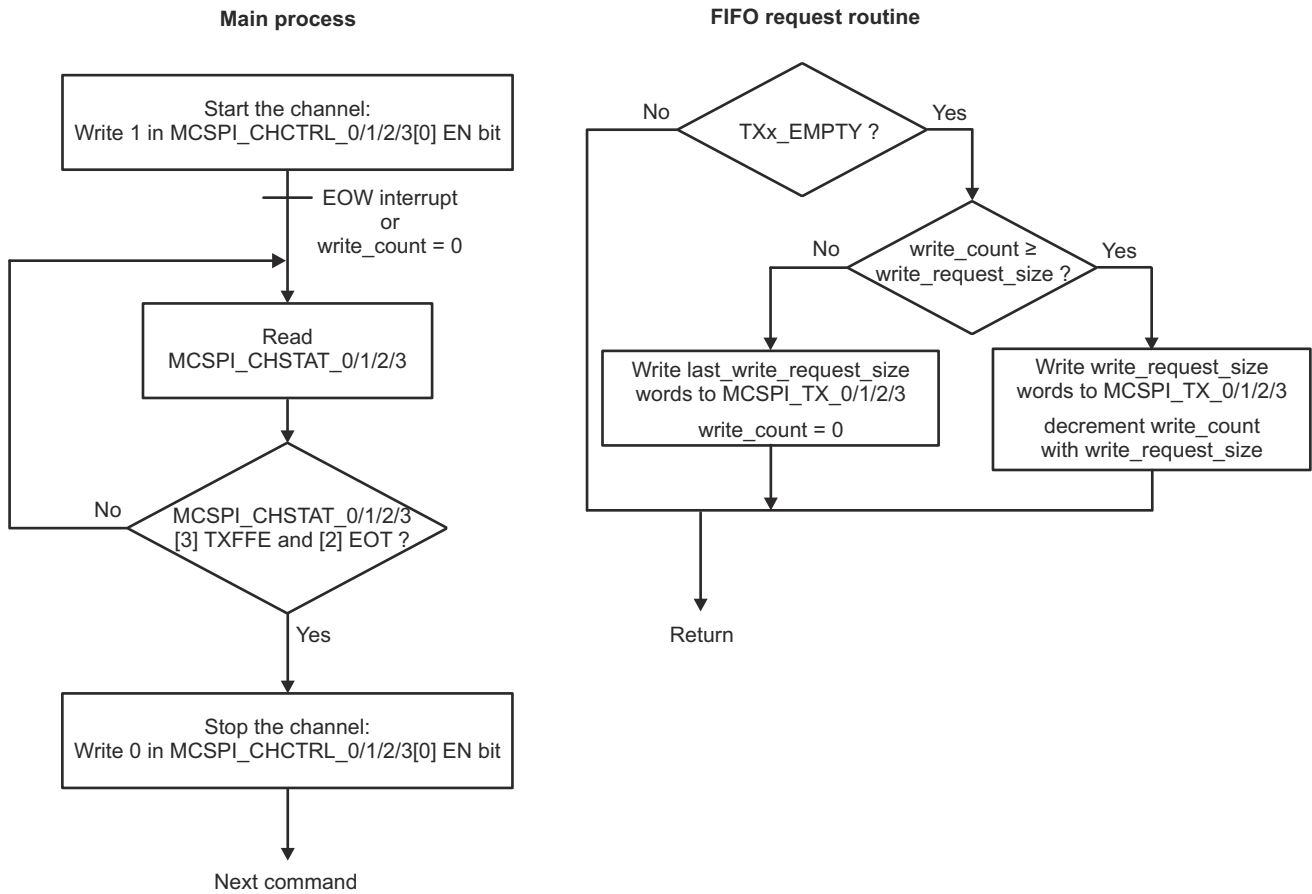 Main process
Start the channel:
Write 1 in MCSPI_CHCTRL_0/1/2/3[0] EN bit
EOW interrupt
or
write_count = 0
Read
MCSPI_CHSTAT_0/1/2/3
No
MCSPI_CHSTAT_0/1/2/3
[3] TXFFE and [2] EOT ?
Yes
Stop the channel:
Write 0 in MCSPI_CHCTRL_0/1/2/3[0] EN bit
Next command
FIFO request routine
No
TXx_EMPTY ?
Yes
No
write_count ≥
write_request_size ?
Yes
Write last_write_request_size
words to MCSPI_TX_0/1/2/3
write_count = 0
Write write_request_size
words to MCSPI_TX_0/1/2/3
decrement write_count
with write_request_size
Return